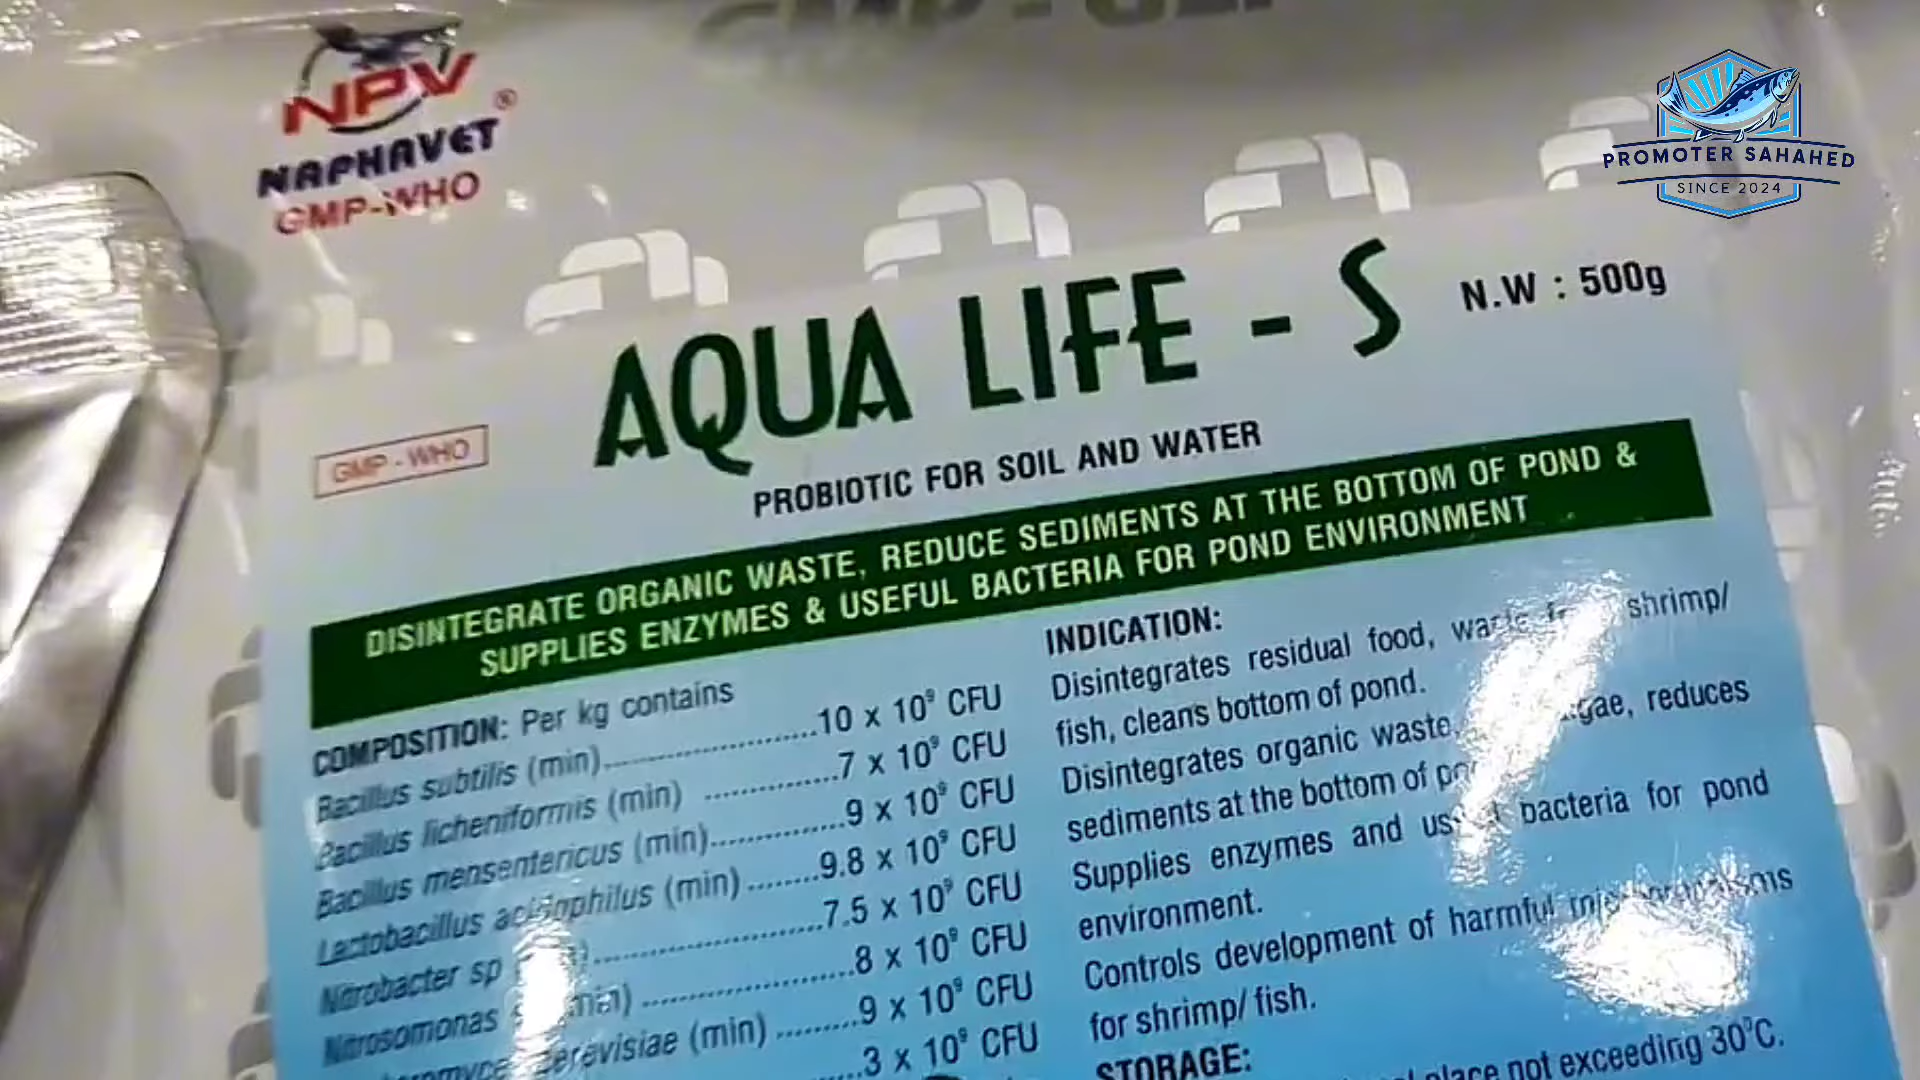 NPV
®
NAPHAVET
GMP-WHO
PROMOTER SAHAHED
SINCE 2024
AQUA LIFE - S
N.W : 500g
GMP - WHO
PROBIOTIC FOR SOIL AND WATER
DISINTEGRATE ORGANIC WASTE, REDUCE SEDIMENTS AT THE BOTTOM OF POND &
SUPPLIES ENZYMES & USEFUL BACTERIA FOR POND ENVIRONMENT
COMPOSITION: Per kg contains
Bacillus subtilis (min)....................10 x 10⁹ CFU
Bacillus licheniformis (min) .............7 x 10⁹ CFU
Bacillus mensentericus (min).............9 x 10⁹ CFU
Lactobacillus acidophilus (min) ........9.8 x 10⁹ CFU
Nitrobacter sp ......................7.5 x 10⁹ CFU
Nitrosomonas ....................8 x 10⁹ CFU
(min) .........9 x 10⁹ CFU
...3 x 10⁹ CFU
INDICATION:
Disintegrates residual food, shrimp/
fish, cleans bottom of pond.
Disintegrates organic waste, reduces
sediments at the bottom of
Supplies enzymes and bacteria for pond
environment.
Controls development of harmful
for shrimp/ fish.
STORAGE:
place not exceeding 30°C.